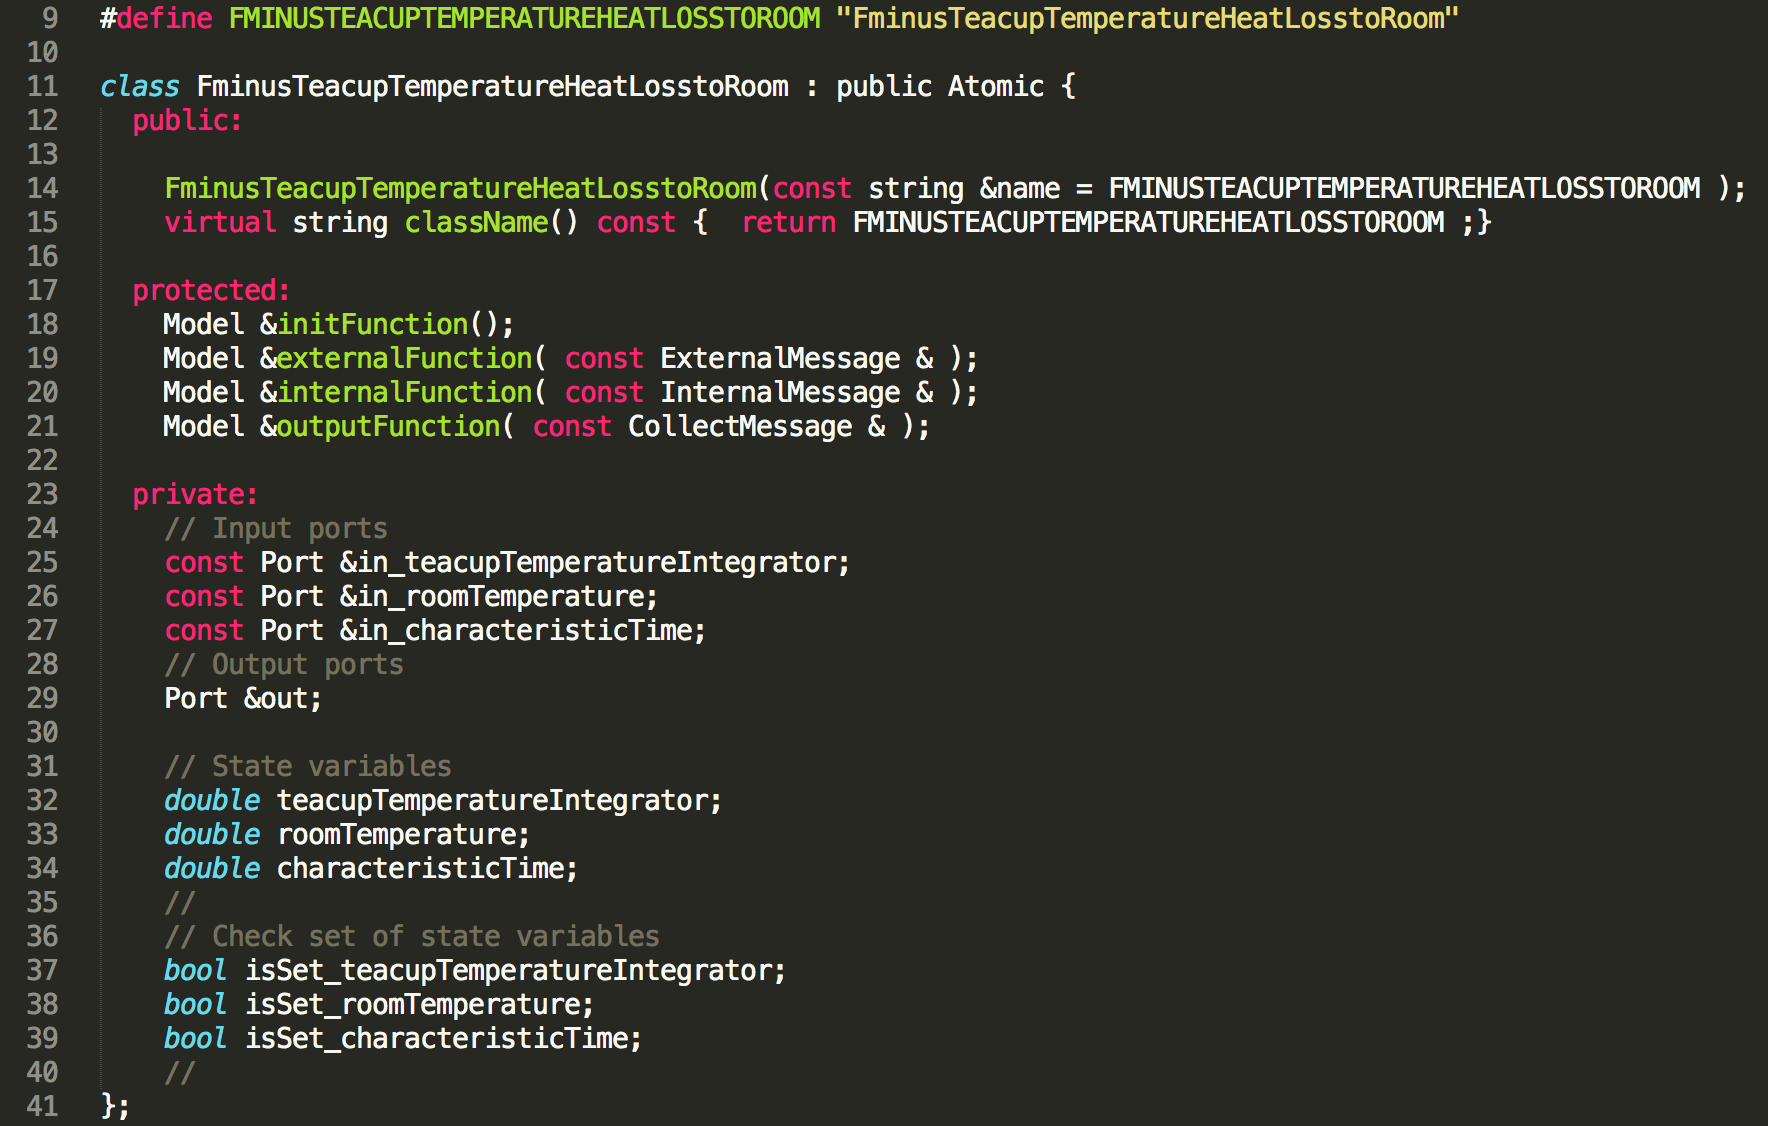 9 #define FMINUSTEACUPTEMPERATUREHEATLOSSTOROOM "FminusTeacupTemperatureHeatLosstoRoom"
10
11 class FminusTeacupTemperatureHeatLosstoRoom : public Atomic {
12 public:
13
14 FminusTeacupTemperatureHeatLosstoRoom(const string &name = FMINUSTEACUPTEMPERATUREHEATLOSSTOROOM );
15 virtual string className() const {  return FMINUSTEACUPTEMPERATUREHEATLOSSTOROOM ;}
16
17 protected:
18 Model &initFunction();
19 Model &externalFunction( const ExternalMessage & );
20 Model &internalFunction( const InternalMessage & );
21 Model &outputFunction( const CollectMessage & );
22
23 private:
24 // Input ports
25 const Port &in_teacupTemperatureIntegrator;
26 const Port &in_roomTemperature;
27 const Port &in_characteristicTime;
28 // Output ports
29 Port &out;
30
31 // State variables
32 double teacupTemperatureIntegrator;
33 double roomTemperature;
34 double characteristicTime;
35 //
36 // Check set of state variables
37 bool isSet_teacupTemperatureIntegrator;
38 bool isSet_roomTemperature;
39 bool isSet_characteristicTime;
40 //
41 };